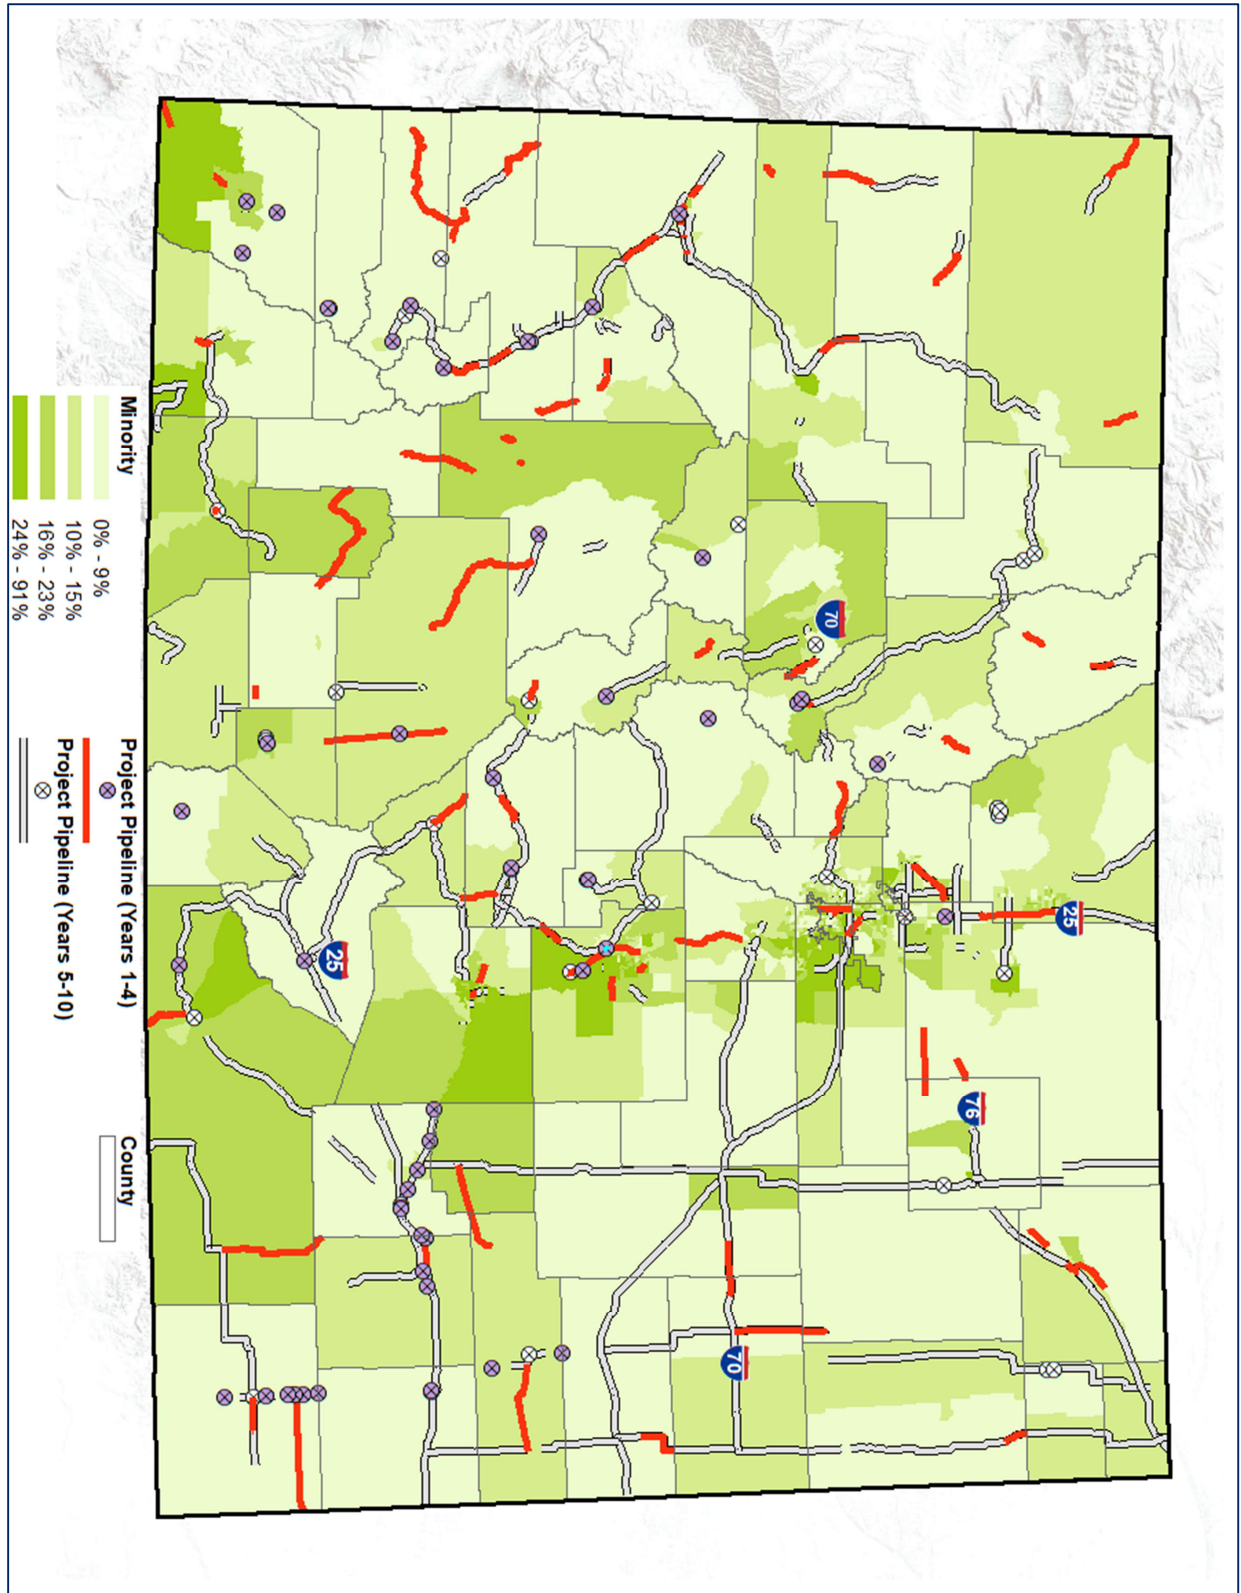 70
25
25
76
70
Minority
0% - 9%
10% - 15%
16% - 23%
24% - 91%
Project Pipeline (Years 1-4)
Project Pipeline (Years 5-10)
County